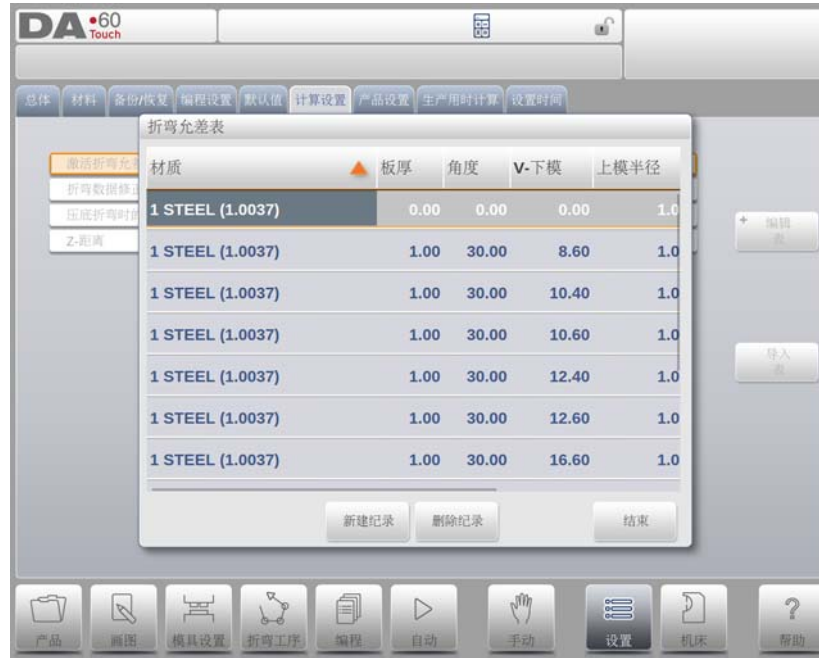 DA•60
Touch
总体 材料 备份/恢复 编程设置 默认值 计算设置 产品设置 生产用时计算 设置时间
折弯允差表
激活折弯允
折弯数据修正
压底折弯时的
Z-距离
材质 板厚 角度 V-下模 上模半径
1 STEEL (1.0037) 0.00 0.00 0.00 1.0
1 STEEL (1.0037) 1.00 30.00 8.60 1.0
1 STEEL (1.0037) 1.00 30.00 10.40 1.0
1 STEEL (1.0037) 1.00 30.00 10.60 1.0
1 STEEL (1.0037) 1.00 30.00 12.40 1.0
1 STEEL (1.0037) 1.00 30.00 12.60 1.0
1 STEEL (1.0037) 1.00 30.00 16.60 1.0
+ 编辑
表
导入
表
新建纪录 删除纪录 结束
产品 画图 模具设置 折弯工序 编程 自动 手动 设置 机床 帮助